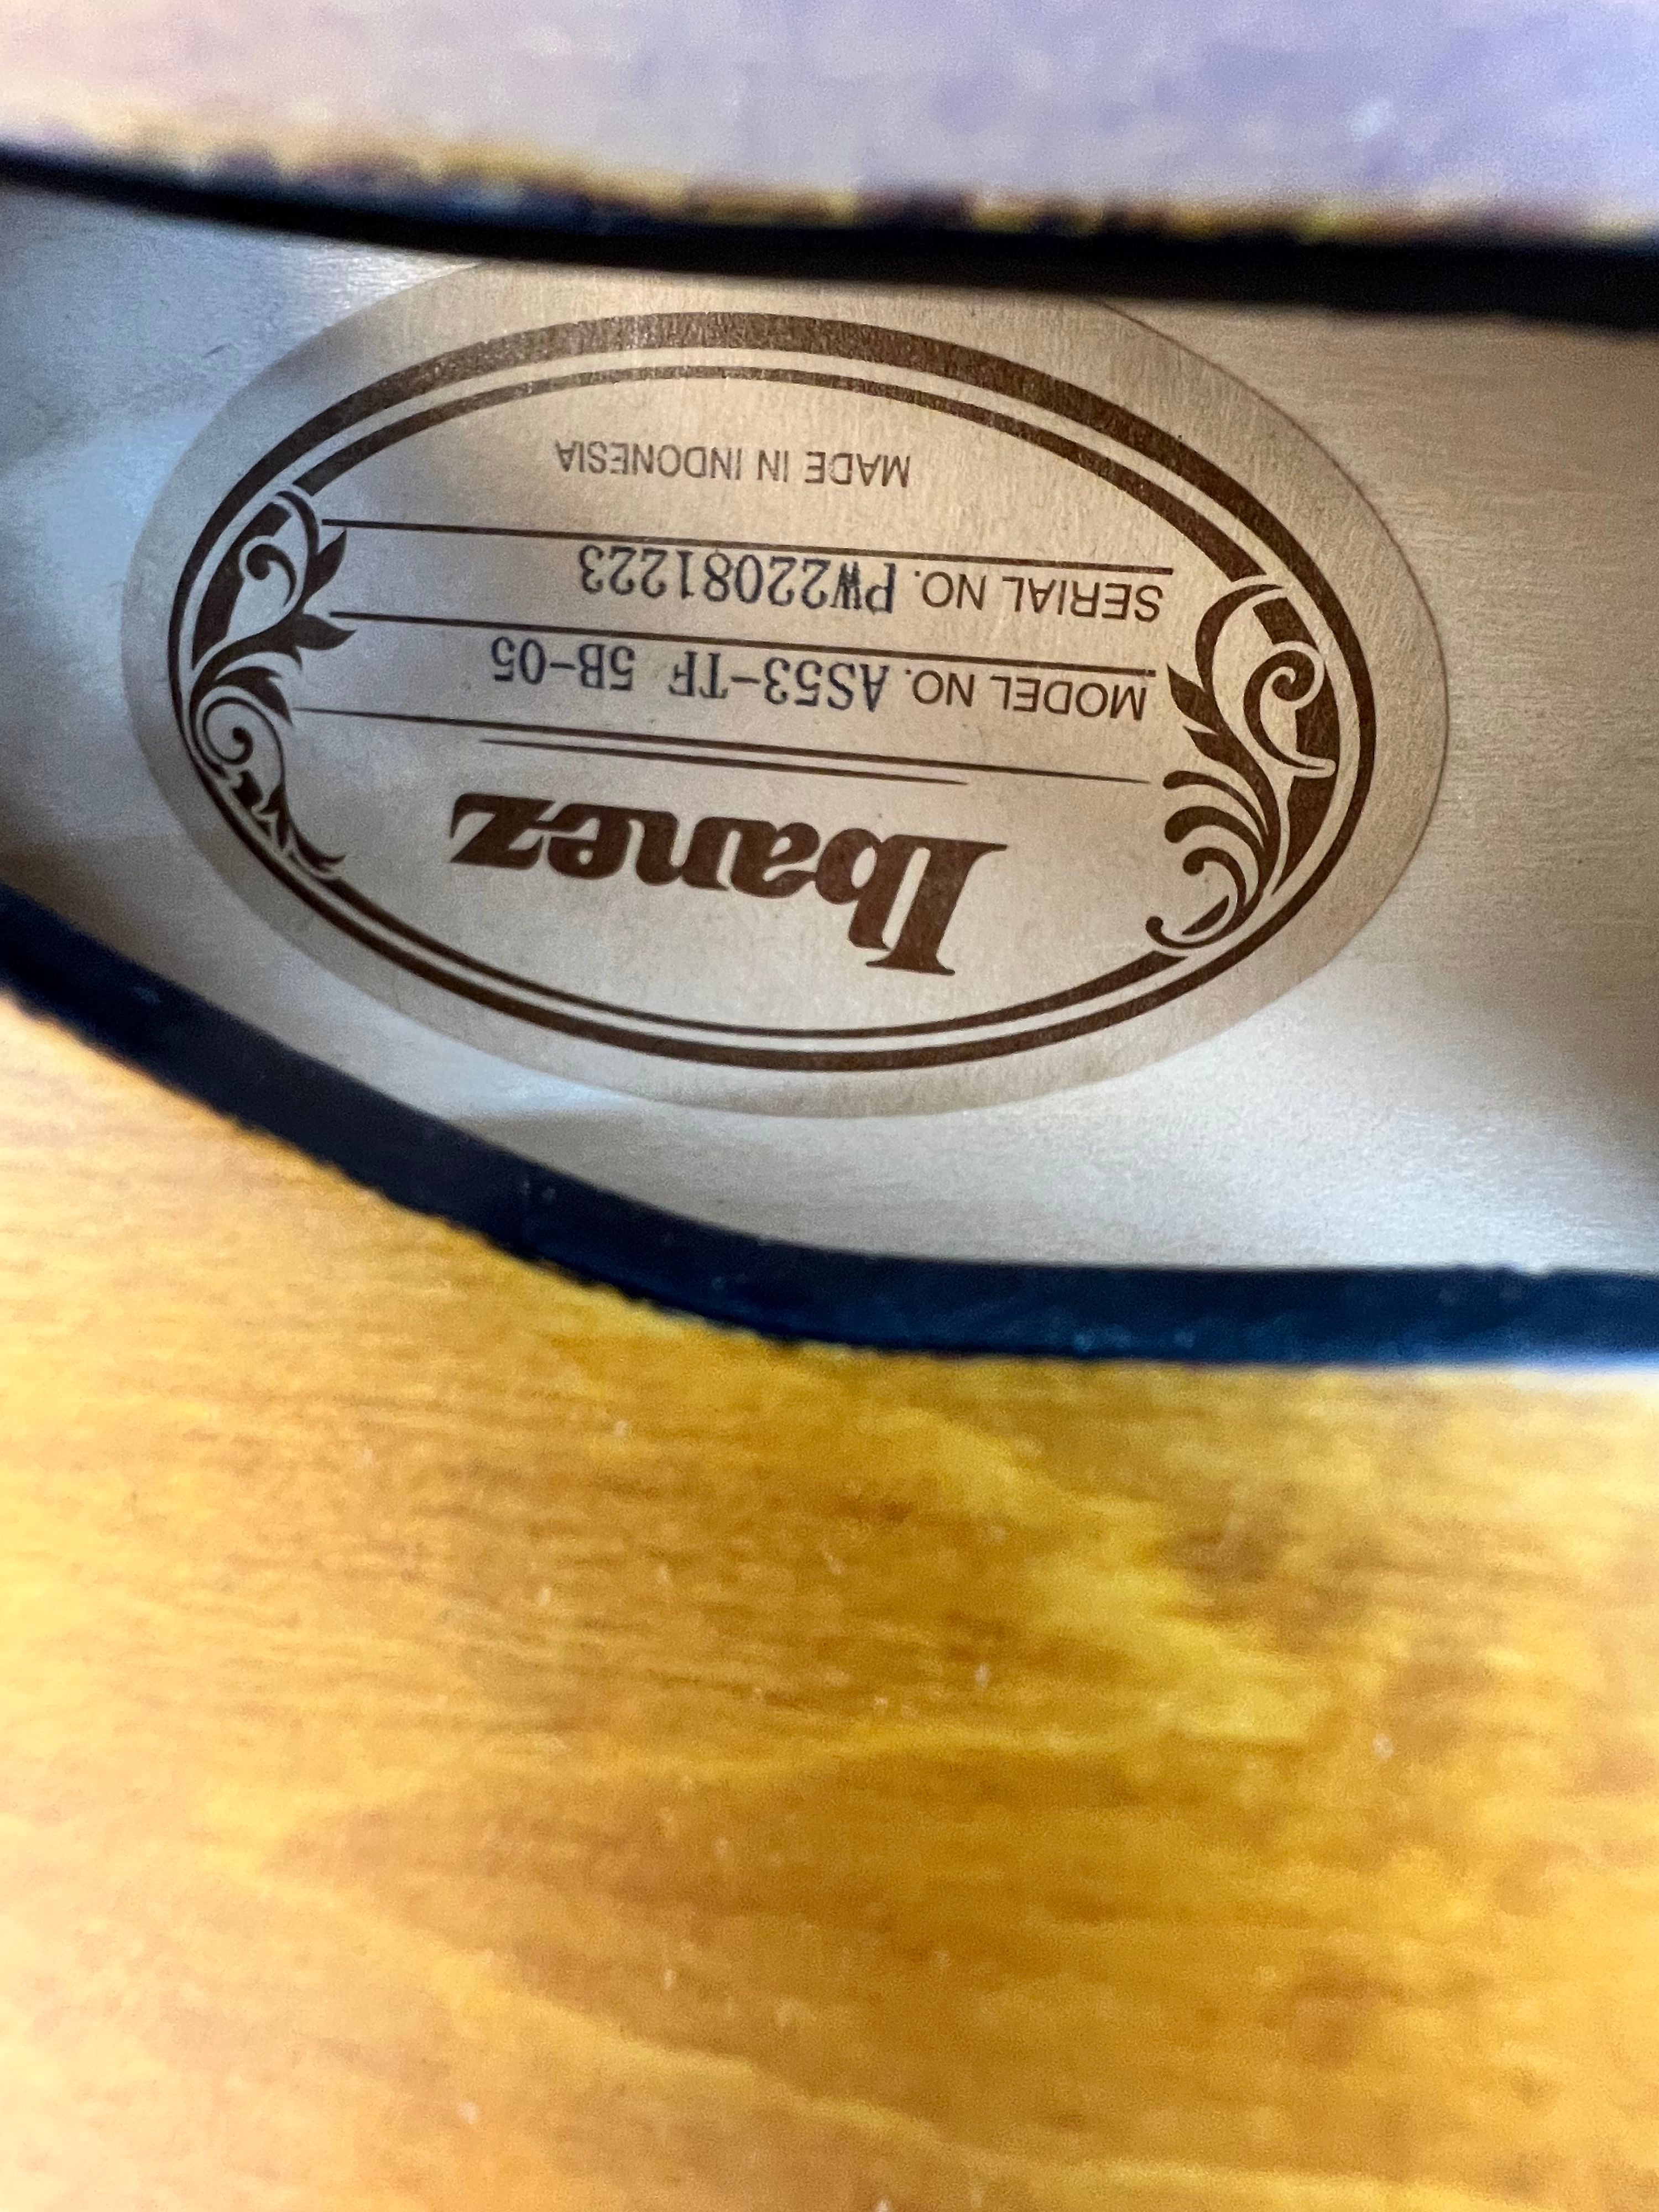 Ibanez
MODEL NO. AS53-TF 5B-05
SERIAL NO. PW22081223
MADE IN INDONESIA